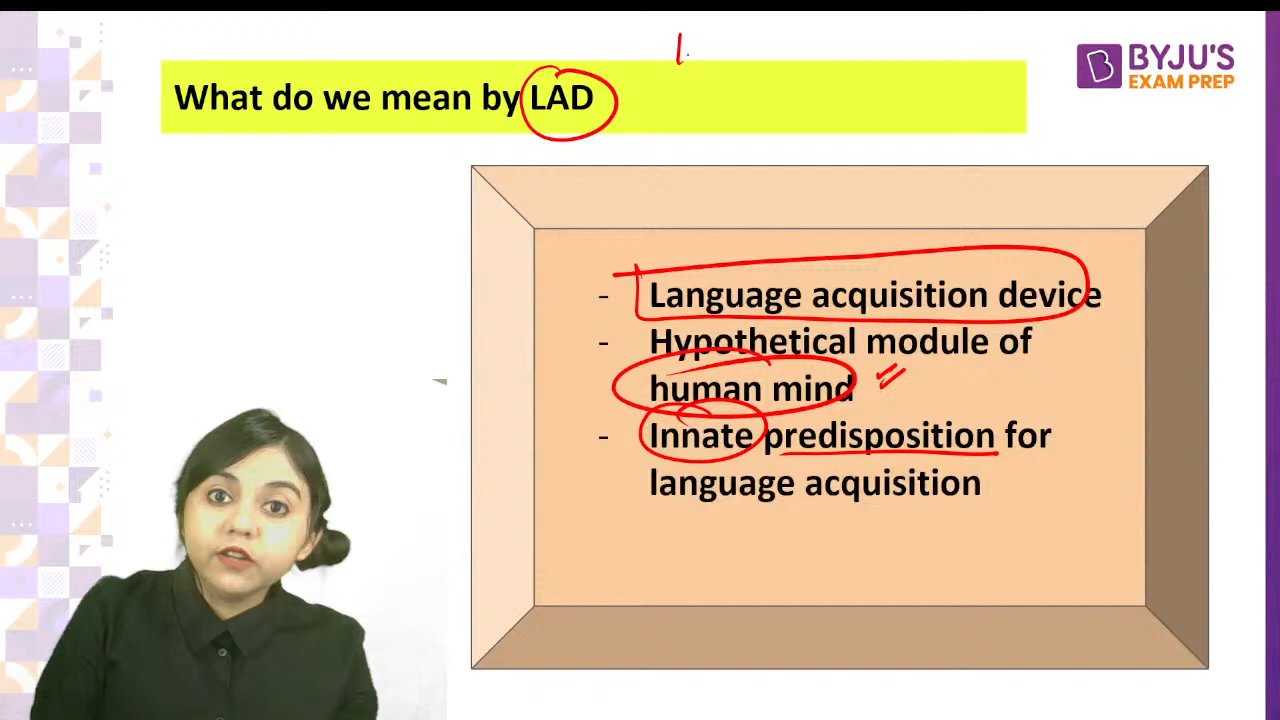 BYJU'S
EXAM PREP
What do we mean by LAD
- Language acquisition device
- Hypothetical module of
human mind
- Innate predisposition for
language acquisition